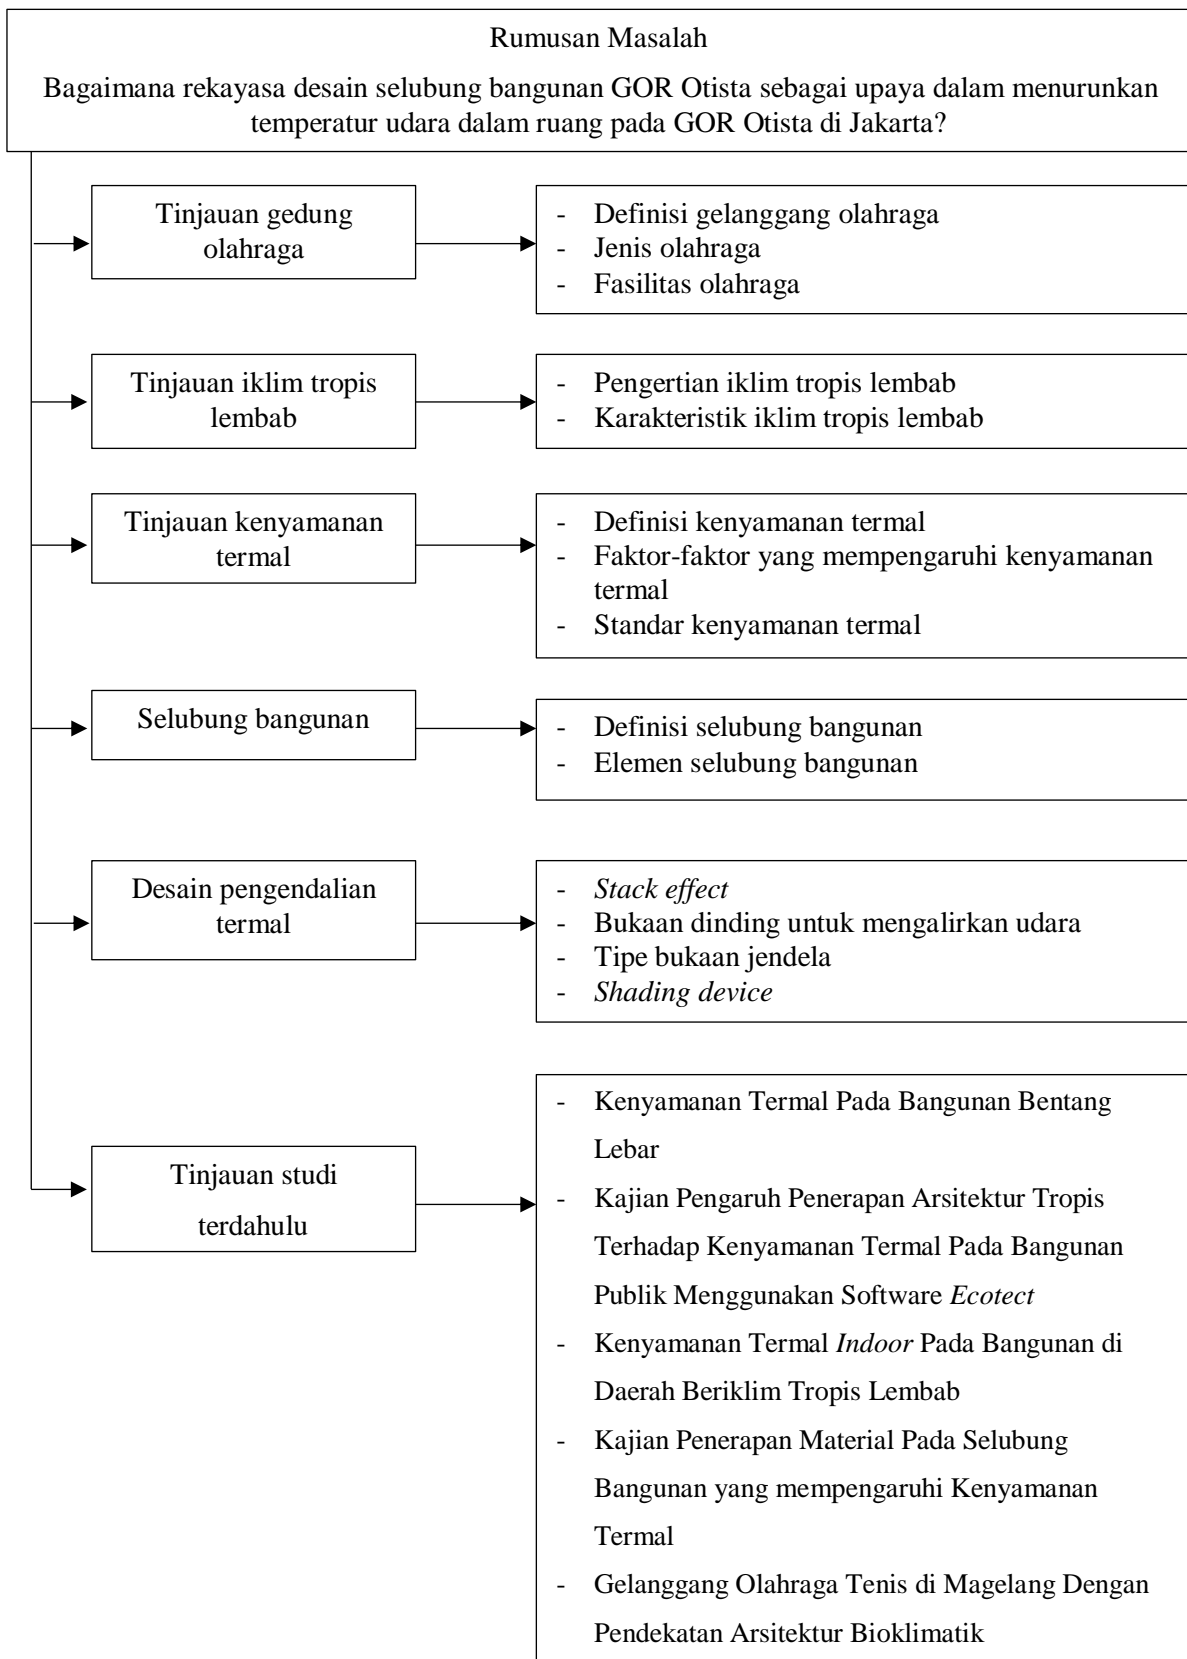 Rumusan Masalah
Bagaimana rekayasa desain selubung bangunan GOR Otista sebagai upaya dalam menurunkan
temperatur udara dalam ruang pada GOR Otista di Jakarta?
Tinjauan gedung
olahraga
- Definisi gelanggang olahraga
- Jenis olahraga
- Fasilitas olahraga
Tinjauan iklim tropis
lembab
- Pengertian iklim tropis lembab
- Karakteristik iklim tropis lembab
Tinjauan kenyamanan
termal
- Definisi kenyamanan termal
- Faktor-faktor yang mempengaruhi kenyamanan
termal
- Standar kenyamanan termal
Selubung bangunan
- Definisi selubung bangunan
- Elemen selubung bangunan
Desain pengendalian
termal
- Stack effect
- Bukaan dinding untuk mengalirkan udara
- Tipe bukaan jendela
- Shading device
Tinjauan studi
terdahulu
- Kenyamanan Termal Pada Bangunan Bentang
Lebar
- Kajian Pengaruh Penerapan Arsitektur Tropis
Terhadap Kenyamanan Termal Pada Bangunan
Publik Menggunakan Software Ecotect
- Kenyamanan Termal Indoor Pada Bangunan di
Daerah Beriklim Tropis Lembab
- Kajian Penerapan Material Pada Selubung
Bangunan yang mempengaruhi Kenyamanan
Termal
- Gelanggang Olahraga Tenis di Magelang Dengan
Pendekatan Arsitektur Bioklimatik